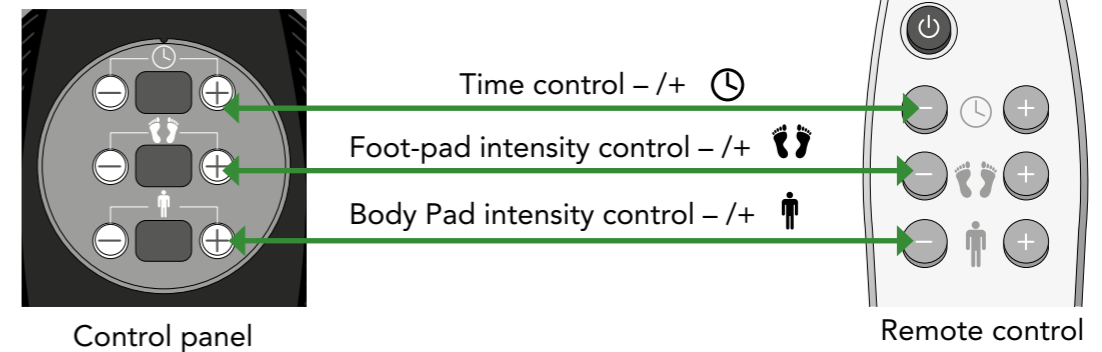 Time control – /+
Foot-pad intensity control – /+
Body Pad intensity control – /+
Control panel
Remote control